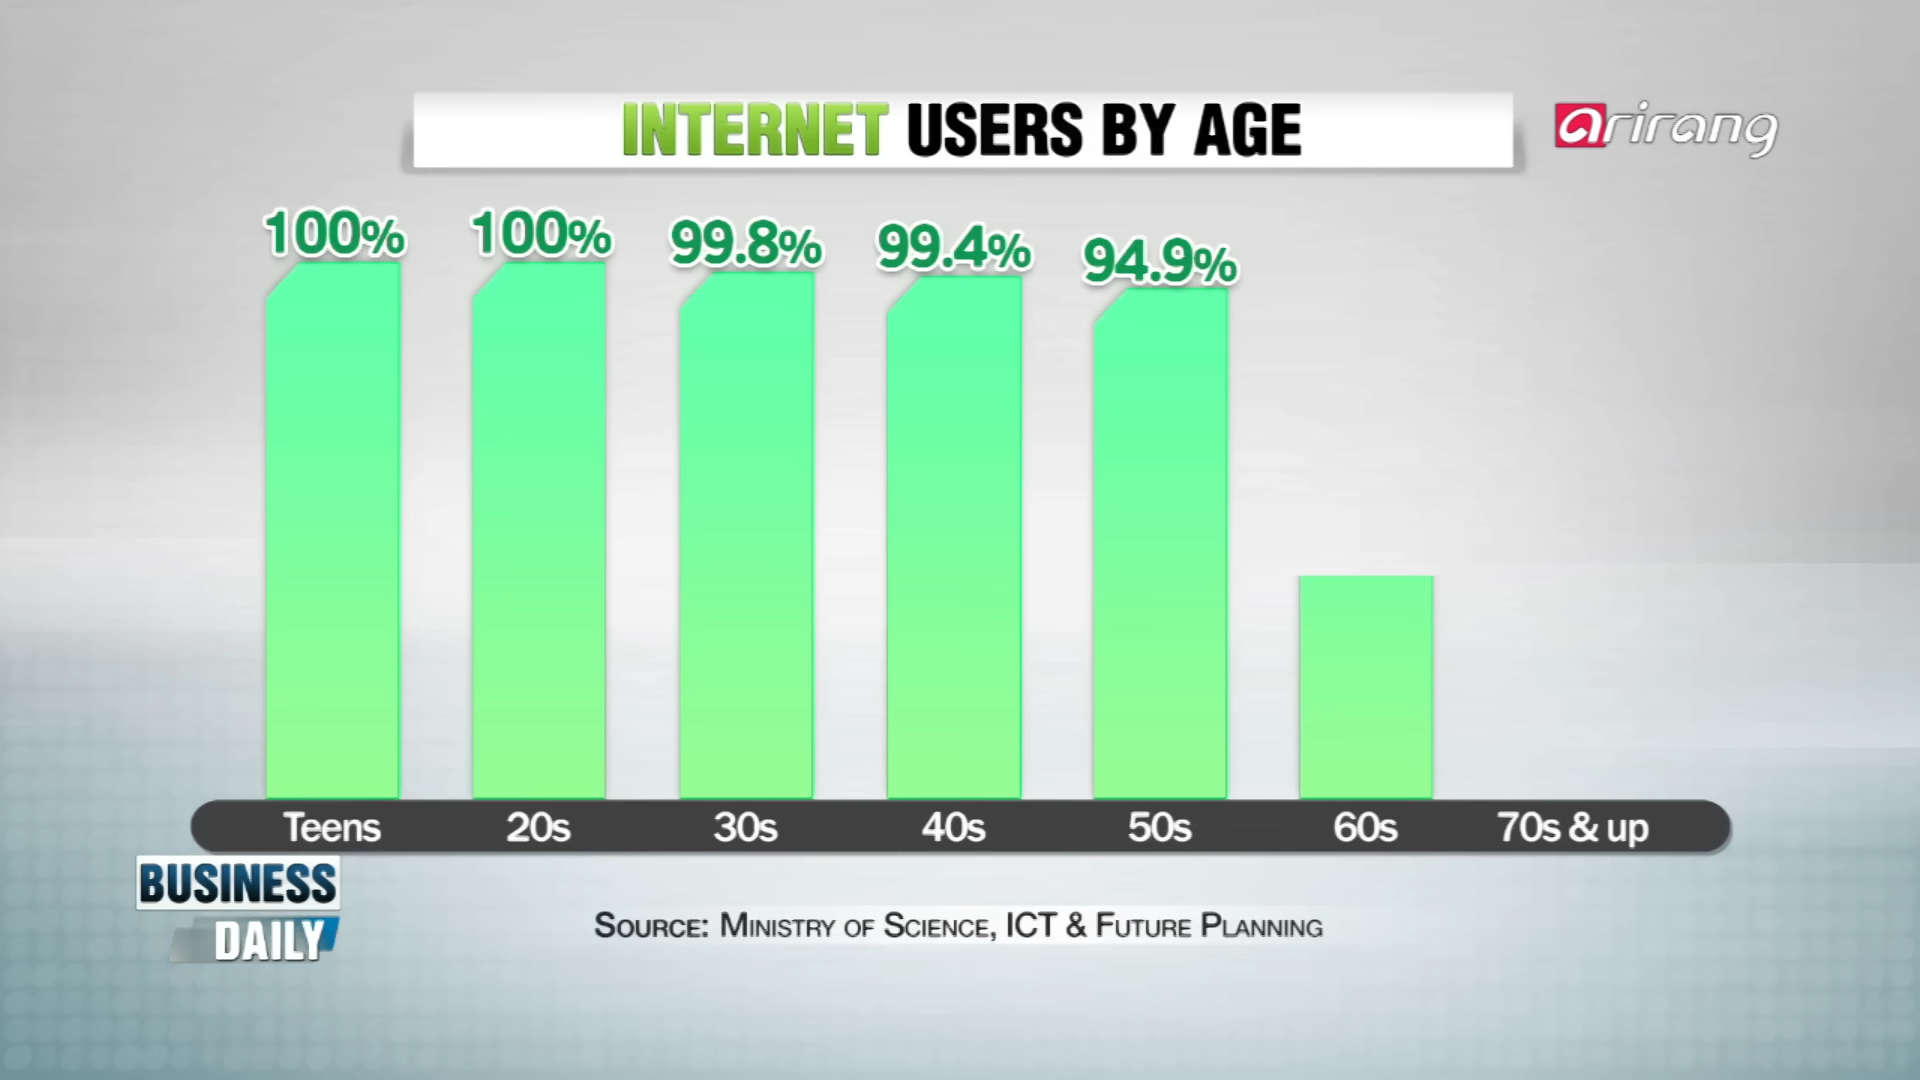 INTERNET USERS BY AGE
arirang
100% 100% 99.8% 99.4% 94.9%
Teens 20s 30s 40s 50s 60s 70s & up
BUSINESS
DAILY
SOURCE: MINISTRY OF SCIENCE, ICT & FUTURE PLANNING